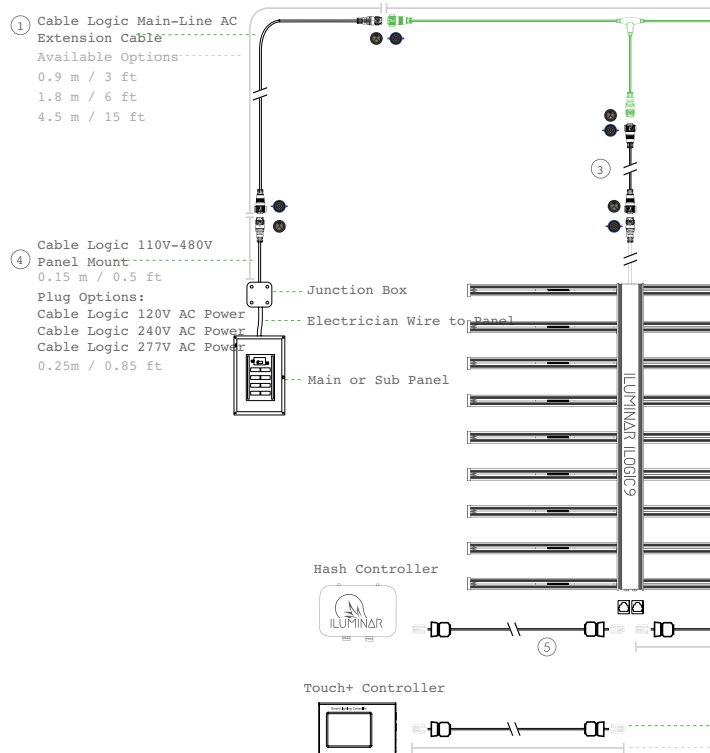 1 Cable Logic Main-Line AC
Extension Cable
Available Options
0.9 m / 3 ft
1.8 m / 6 ft
4.5 m / 15 ft
3
4 Cable Logic 110V-480V
Panel Mount
0.15 m / 0.5 ft
Plug Options:
Cable Logic 120V AC Power
Cable Logic 240V AC Power
Cable Logic 277V AC Power
0.25m / 0.85 ft
Junction Box
Electrician Wire to Panel
Main or Sub Panel
ILUMINAR ILOGIC9
Hash Controller
ILUMINAR
5
Touch+ Controller
Smart Lighting Controller